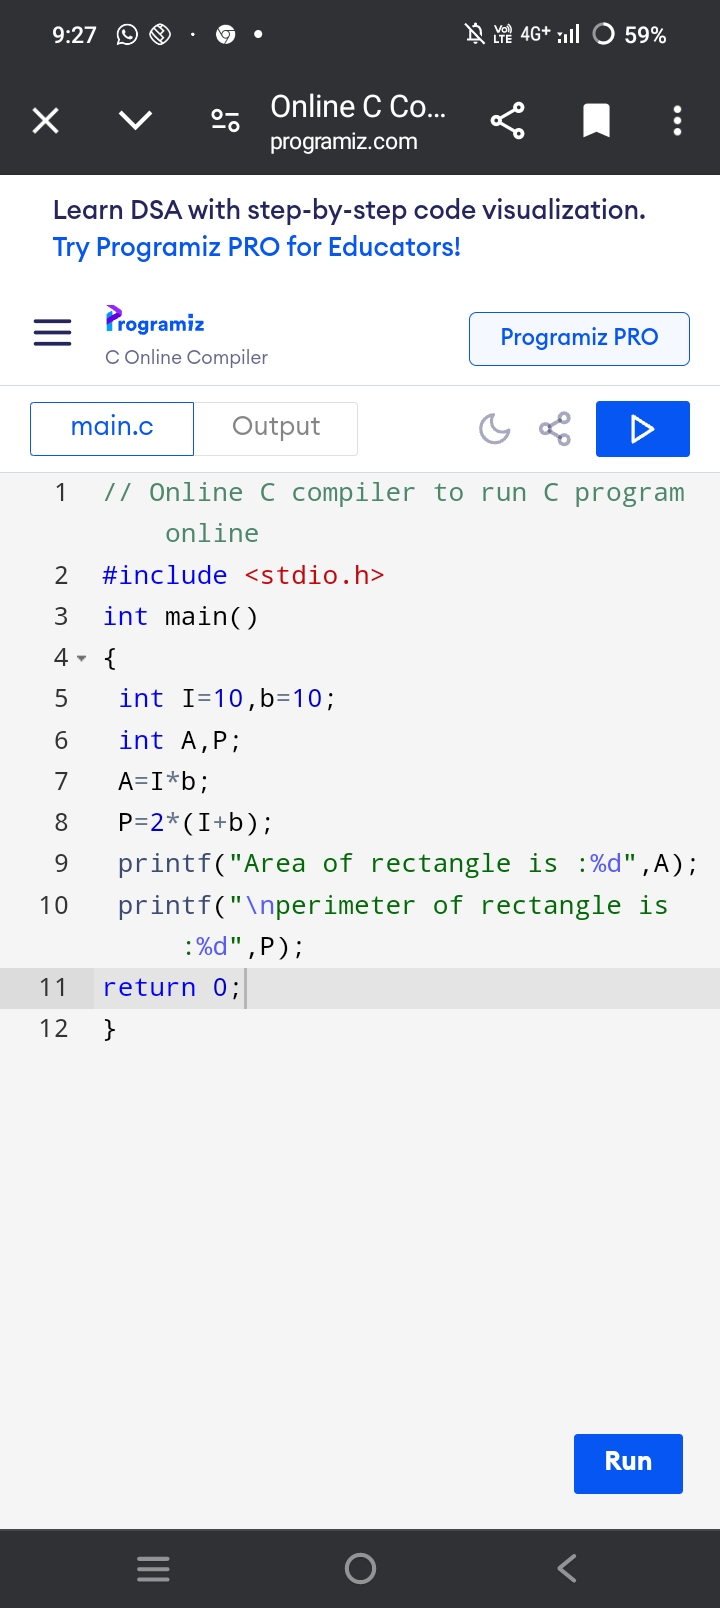 9:27 VoLTE 4G+ 59%
Online C Co...
programiz.com
Learn DSA with step-by-step code visualization.
Try Programiz PRO for Educators!
Programiz
C Online Compiler
Programiz PRO
main.c Output
1 // Online C compiler to run C program
online
2 #include <stdio.h>
3 int main()
4 {
5 int I=10,b=10;
6 int A,P;
7 A=I*b;
8 P=2*(I+b);
9 printf("Area of rectangle is :%d",A);
10 printf("\nperimeter of rectangle is
:%d",P);
11 return 0;
12 }
Run